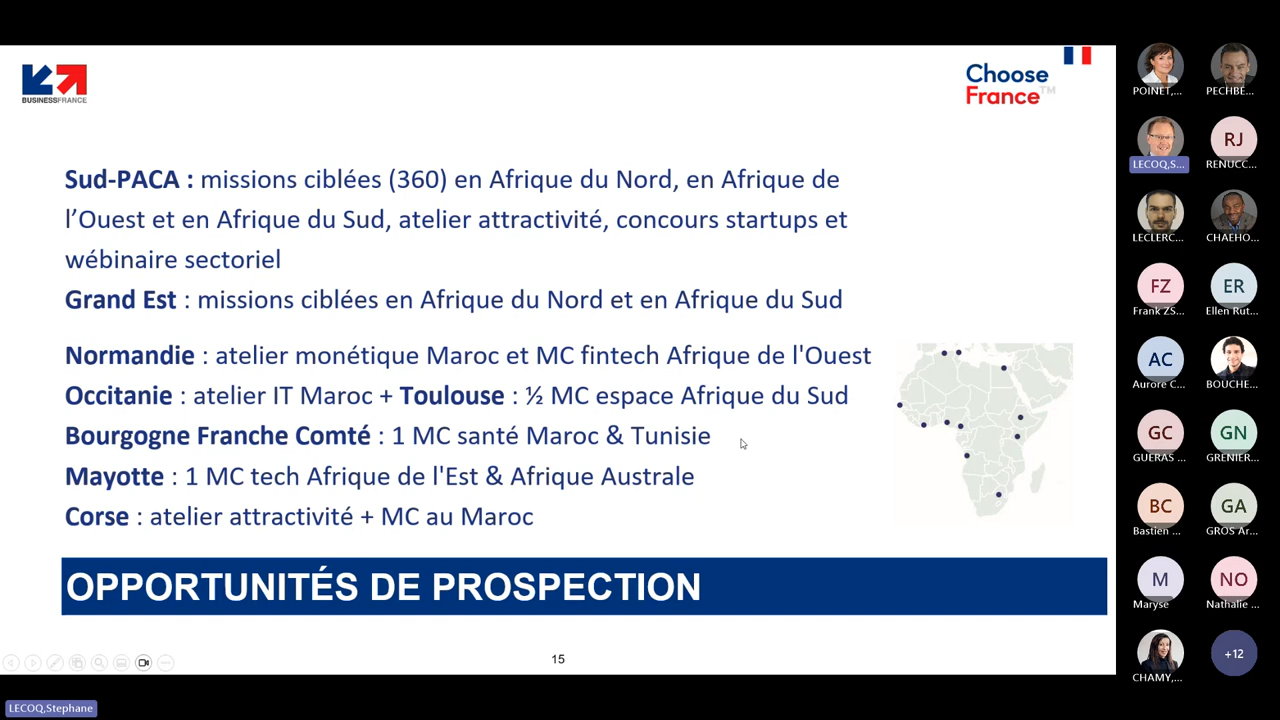 BUSINESSFRANCE
Choose
France™
Sud-PACA : missions ciblées (360) en Afrique du Nord, en Afrique de
l’Ouest et en Afrique du Sud, atelier attractivité, concours startups et
wébinaire sectoriel
Grand Est : missions ciblées en Afrique du Nord et en Afrique du Sud
Normandie : atelier monétique Maroc et MC fintech Afrique de l'Ouest
Occitanie : atelier IT Maroc + Toulouse : ½ MC espace Afrique du Sud
Bourgogne Franche Comté : 1 MC santé Maroc & Tunisie
Mayotte : 1 MC tech Afrique de l'Est & Afrique Australe
Corse : atelier attractivité + MC au Maroc
OPPORTUNITÉS DE PROSPECTION
15
LECOQ,Stephane
POINET,...
PECHBE...
LECOQ,S...
RJ
RENUCC...
LECLERC...
CHAEHO...
FZ
Frank ZS...
ER
Ellen Rut...
AC
Aurore C...
BOUCHE...
GC
GUERAS ...
GN
GRENIER...
BC
Bastien ...
GA
GROS Ar...
M
Maryse
NO
Nathalie ...
CHAMY,...
+12